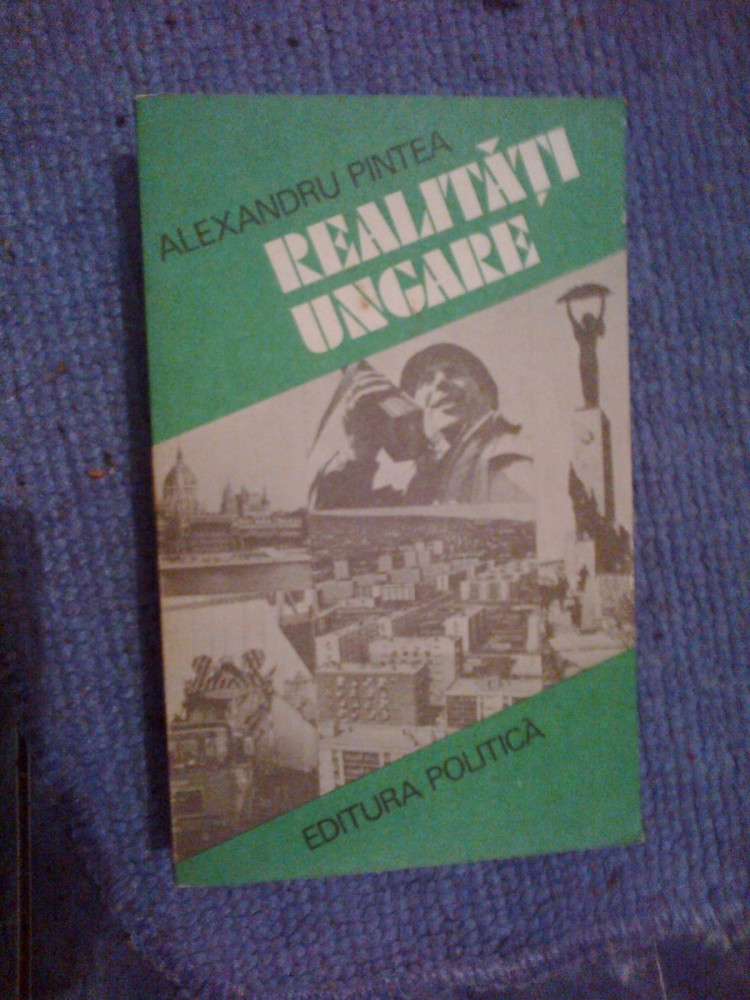 ALEXANDRU PINTEA
REALITĂȚI
UNGARE
EDITURA POLITICĂ